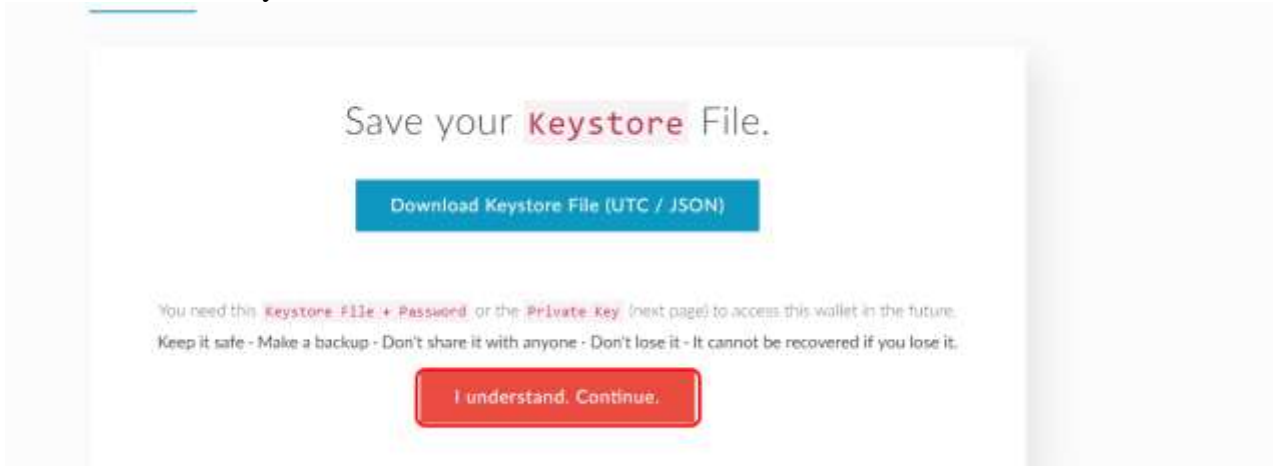 Save your Keystore File.
Download Keystore File (UTC / JSON)
You need this Keystore File + Password or the Private Key (next page) to access this wallet in the future.
Keep it safe - Make a backup - Don't share it with anyone - Don't lose it - It cannot be recovered if you lose it.
I understand. Continue.